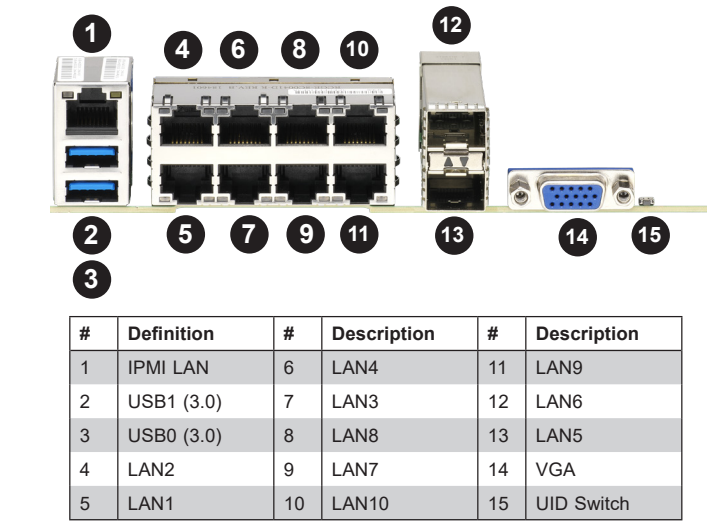 1
12
4 6 8 10
2
5 7 9 11
13
14 15
3
# Definition # Description # Description
1 IPMI LAN 6 LAN4 11 LAN9
2 USB1 (3.0) 7 LAN3 12 LAN6
3 USB0 (3.0) 8 LAN8 13 LAN5
4 LAN2 9 LAN7 14 VGA
5 LAN1 10 LAN10 15 UID Switch